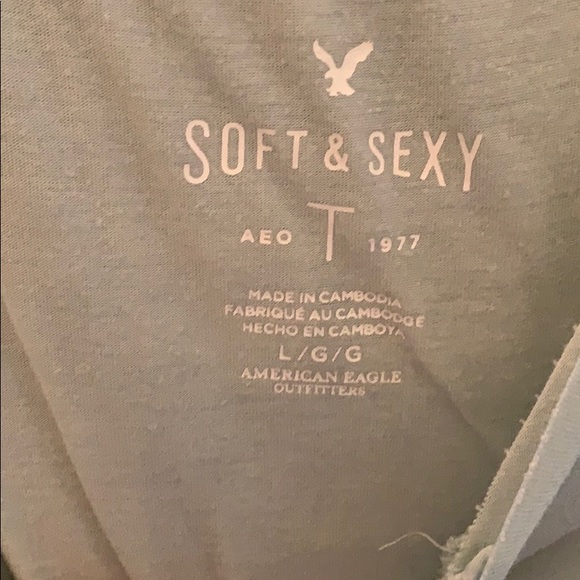 SOFT & SEXY
AEO T 1977
MADE IN CAMBODIA
FABRIQUÉ AU CAMBODGE
HECHO EN CAMBOYA
L/G/G
AMERICAN EAGLE
OUTFITTERS